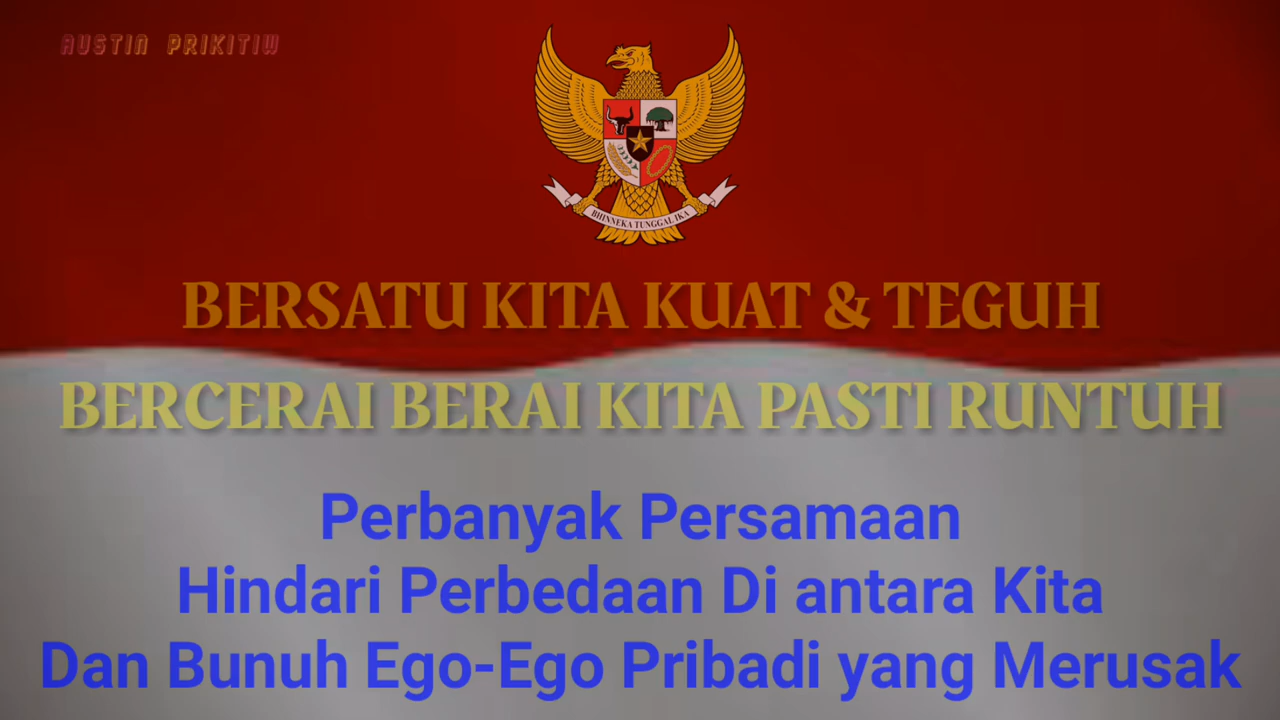 AUSTIN PRIKITIW
BHINNEKA TUNGGAL IKA
BERSATU KITA KUAT & TEGUH
BERCERAI BERAI KITA PASTI RUNTUH
Perbanyak Persamaan
Hindari Perbedaan Di antara Kita
Dan Bunuh Ego-Ego Pribadi yang Merusak